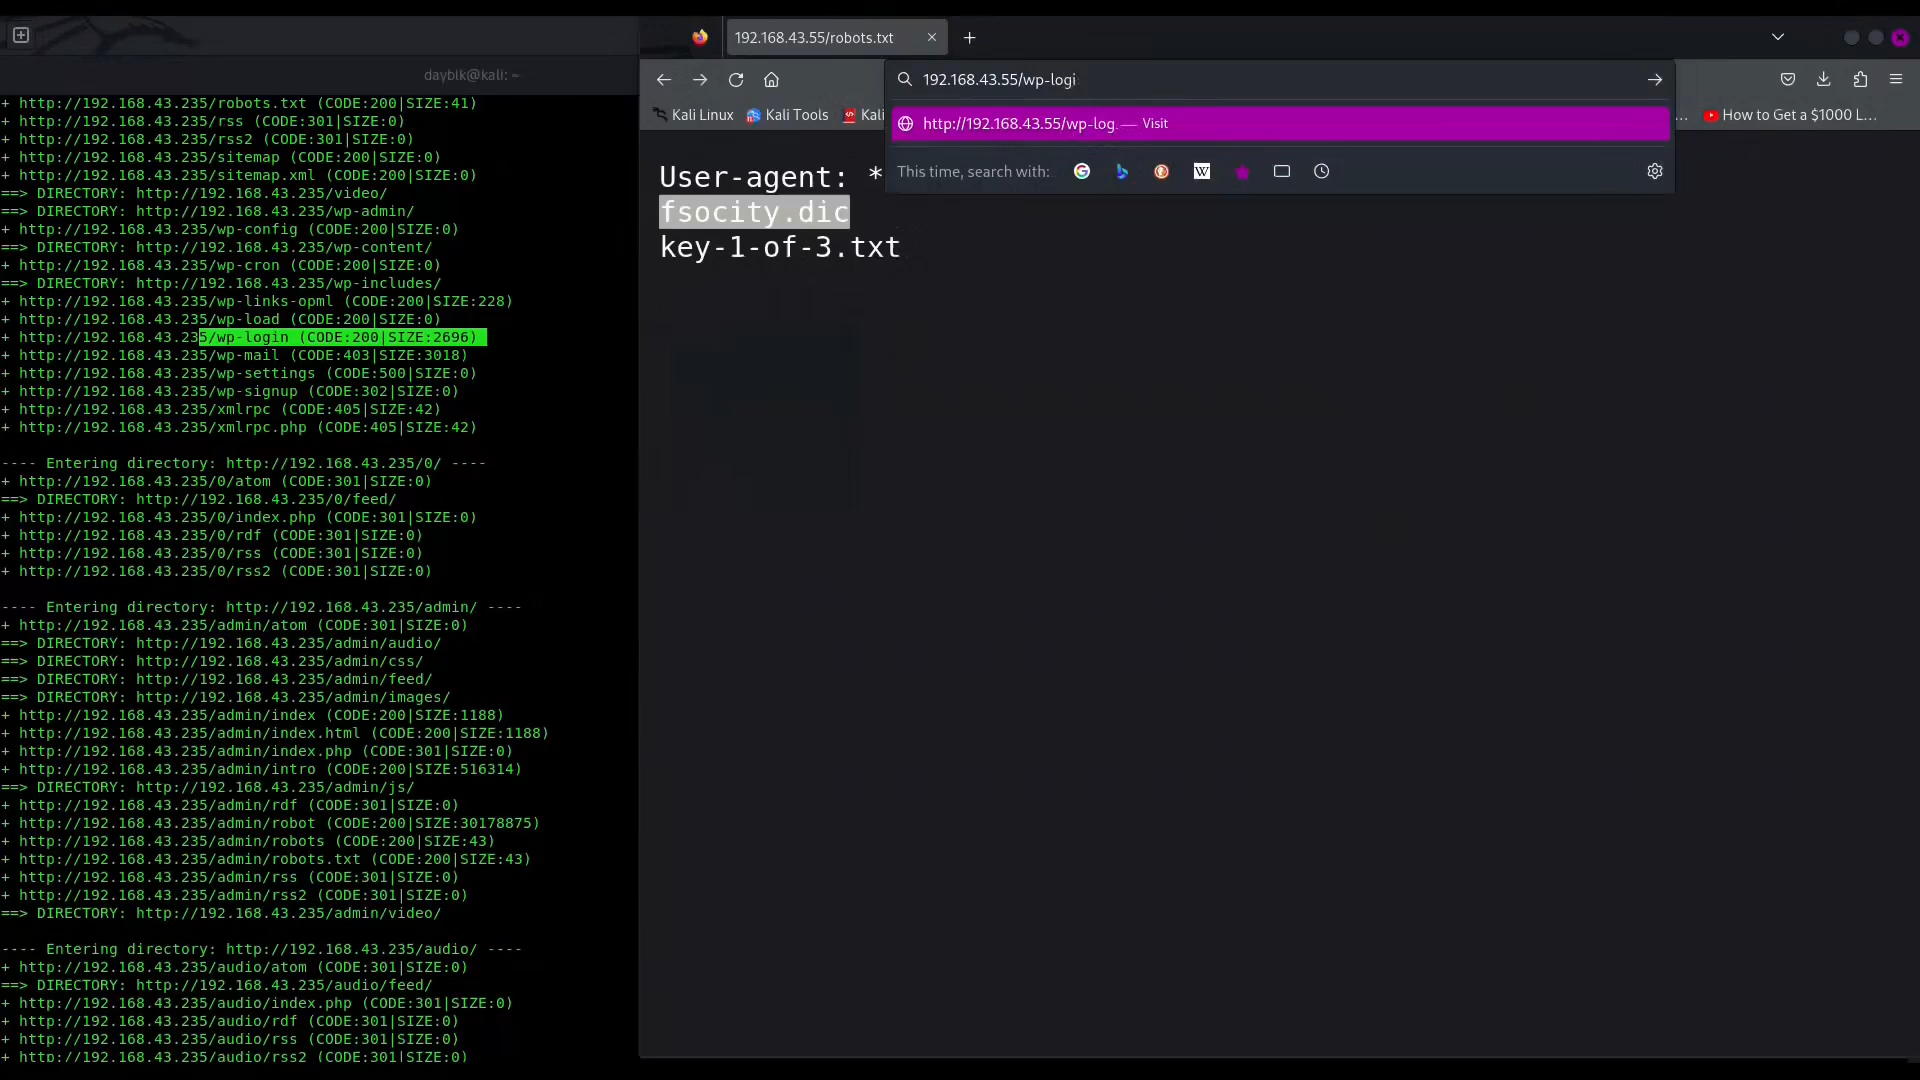 dayblk@kali: ~
+ http://192.168.43.235/robots.txt (CODE:200|SIZE:41)
+ http://192.168.43.235/rss (CODE:301|SIZE:0)
+ http://192.168.43.235/rss2 (CODE:301|SIZE:0)
+ http://192.168.43.235/sitemap (CODE:200|SIZE:0)
+ http://192.168.43.235/sitemap.xml (CODE:200|SIZE:0)
==> DIRECTORY: http://192.168.43.235/video/
==> DIRECTORY: http://192.168.43.235/wp-admin/
+ http://192.168.43.235/wp-config (CODE:200|SIZE:0)
==> DIRECTORY: http://192.168.43.235/wp-content/
+ http://192.168.43.235/wp-cron (CODE:200|SIZE:0)
==> DIRECTORY: http://192.168.43.235/wp-includes/
+ http://192.168.43.235/wp-links-opml (CODE:200|SIZE:228)
+ http://192.168.43.235/wp-load (CODE:200|SIZE:0)
+ http://192.168.43.235/wp-login (CODE:200|SIZE:2696)
+ http://192.168.43.235/wp-mail (CODE:403|SIZE:3018)
+ http://192.168.43.235/wp-settings (CODE:500|SIZE:0)
+ http://192.168.43.235/wp-signup (CODE:302|SIZE:0)
+ http://192.168.43.235/xmlrpc (CODE:405|SIZE:42)
+ http://192.168.43.235/xmlrpc.php (CODE:405|SIZE:42)
---- Entering directory: http://192.168.43.235/0/ ----
+ http://192.168.43.235/0/atom (CODE:301|SIZE:0)
==> DIRECTORY: http://192.168.43.235/0/feed/
+ http://192.168.43.235/0/index.php (CODE:301|SIZE:0)
+ http://192.168.43.235/0/rdf (CODE:301|SIZE:0)
+ http://192.168.43.235/0/rss (CODE:301|SIZE:0)
+ http://192.168.43.235/0/rss2 (CODE:301|SIZE:0)
---- Entering directory: http://192.168.43.235/admin/ ----
+ http://192.168.43.235/admin/atom (CODE:301|SIZE:0)
==> DIRECTORY: http://192.168.43.235/admin/audio/
==> DIRECTORY: http://192.168.43.235/admin/css/
==> DIRECTORY: http://192.168.43.235/admin/feed/
==> DIRECTORY: http://192.168.43.235/admin/images/
+ http://192.168.43.235/admin/index (CODE:200|SIZE:1188)
+ http://192.168.43.235/admin/index.html (CODE:200|SIZE:1188)
+ http://192.168.43.235/admin/index.php (CODE:301|SIZE:0)
+ http://192.168.43.235/admin/intro (CODE:200|SIZE:516314)
==> DIRECTORY: http://192.168.43.235/admin/js/
+ http://192.168.43.235/admin/rdf (CODE:301|SIZE:0)
+ http://192.168.43.235/admin/robot (CODE:200|SIZE:30178875)
+ http://192.168.43.235/admin/robots (CODE:200|SIZE:43)
+ http://192.168.43.235/admin/robots.txt (CODE:200|SIZE:43)
+ http://192.168.43.235/admin/rss (CODE:301|SIZE:0)
+ http://192.168.43.235/admin/rss2 (CODE:301|SIZE:0)
==> DIRECTORY: http://192.168.43.235/admin/video/
---- Entering directory: http://192.168.43.235/audio/ ----
+ http://192.168.43.235/audio/atom (CODE:301|SIZE:0)
==> DIRECTORY: http://192.168.43.235/audio/feed/
+ http://192.168.43.235/audio/index.php (CODE:301|SIZE:0)
+ http://192.168.43.235/audio/rdf (CODE:301|SIZE:0)
+ http://192.168.43.235/audio/rss (CODE:301|SIZE:0)
+ http://192.168.43.235/audio/rss2 (CODE:301|SIZE:0)
192.168.43.55/robots.txt
192.168.43.55/wp-logi
Kali Linux Kali Tools Kali ... How to Get a $1000 L...
http://192.168.43.55/wp-log. — Visit
This time, search with: G W
User-agent: *
fsocity.dic
key-1-of-3.txt